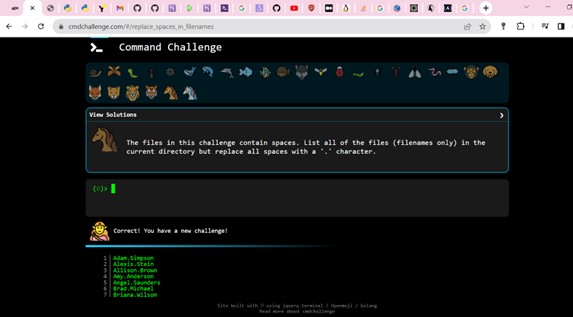 cmdchallenge.com/#/replace_spaces_in_filenames
Command Challenge
View Solutions
The files in this challenge contain spaces. List all of the files (filenames only) in the
current directory but replace all spaces with a '.' character.
Correct! You have a new challenge!
1 Adam.Simpson
2 Alexis.Stein
3 Allison.Brown
4 Amy.Anderson
5 Angel.Saunders
6 Brad.Michael
7 Briana.Wilson
Site built with ♡ using jquery.terminal / Openmoji / Golang
Read more about cmdchallenge